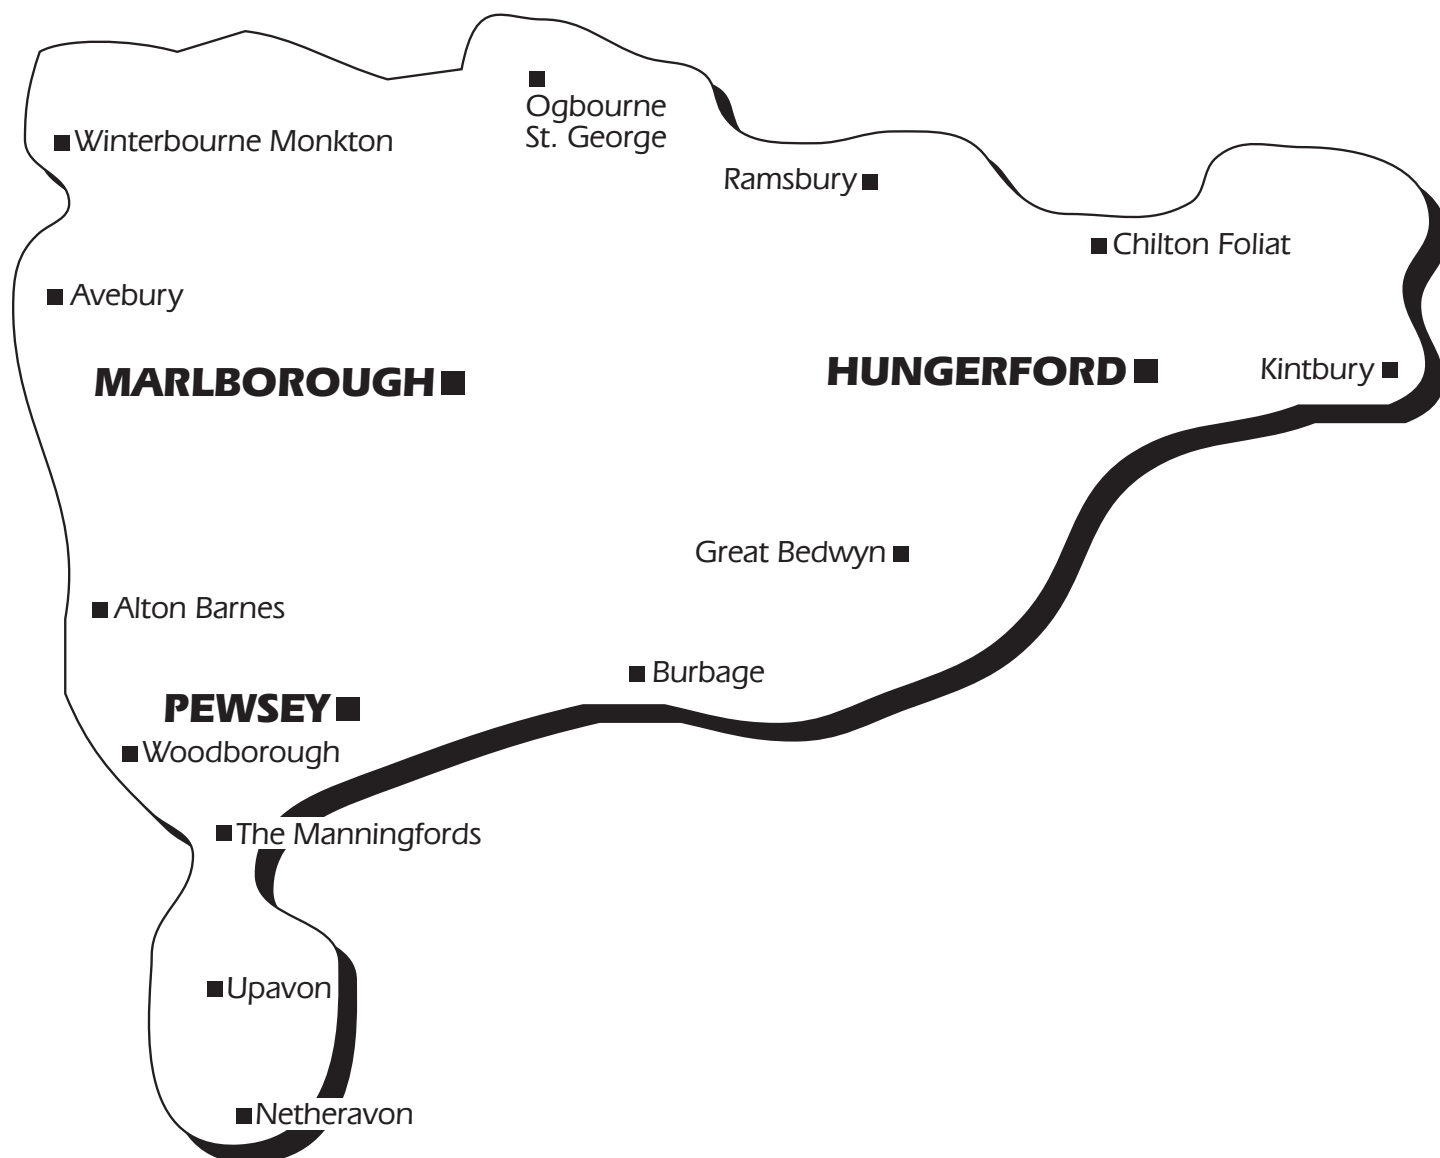 Ogbourne
St. George
Winterbourne Monkton
Ramsbury
Chilton Foliat
Avebury
MARLBOROUGH
HUNGERFORD
Kintbury
Great Bedwyn
Alton Barnes
Burbage
PEWSEY
Woodborough
The Manningfords
Upavon
Netheravon